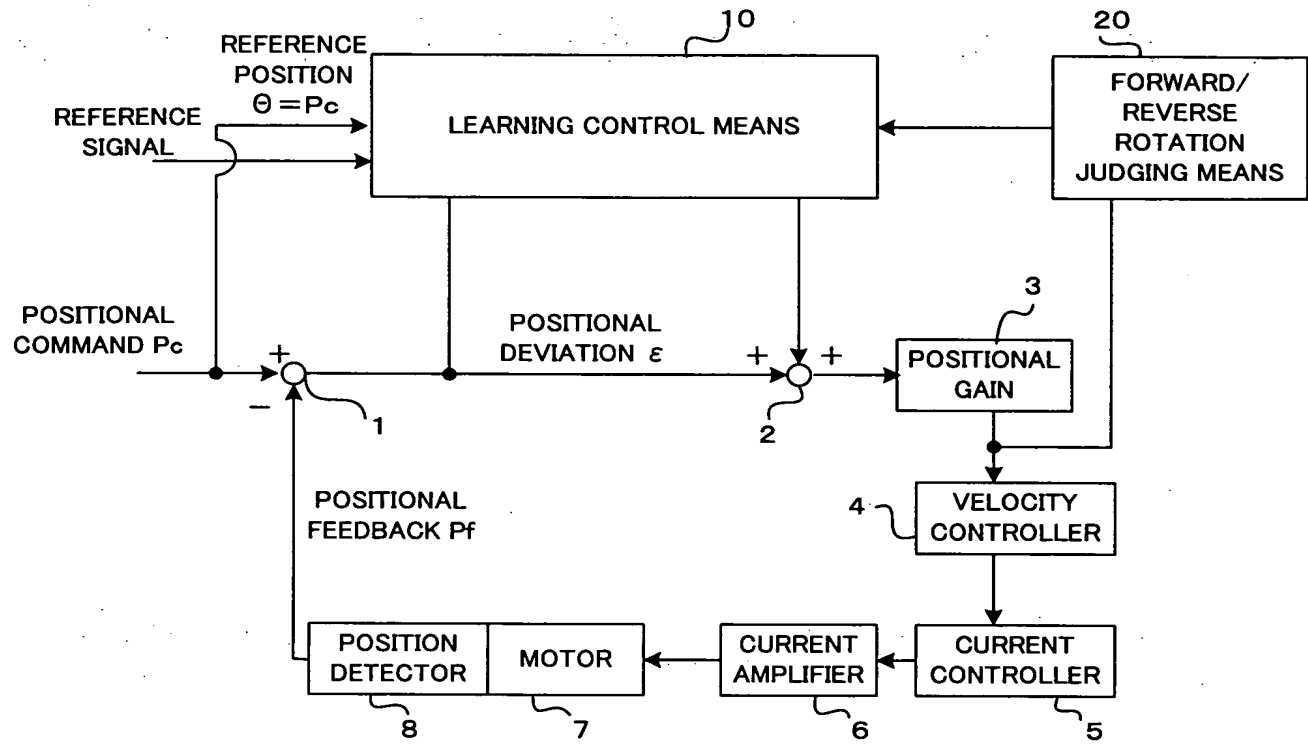 10
20
REFERENCE
POSITION
Θ=Pc
REFERENCE
SIGNAL
LEARNING CONTROL MEANS
FORWARD/
REVERSE
ROTATION
JUDGING MEANS
POSITIONAL
COMMAND Pc
+
−
1
POSITIONAL
DEVIATION ε
+
+
2
3
POSITIONAL
GAIN
POSITIONAL
FEEDBACK Pf
4
VELOCITY
CONTROLLER
POSITION
DETECTOR
MOTOR
CURRENT
AMPLIFIER
CURRENT
CONTROLLER
8
7
6
5